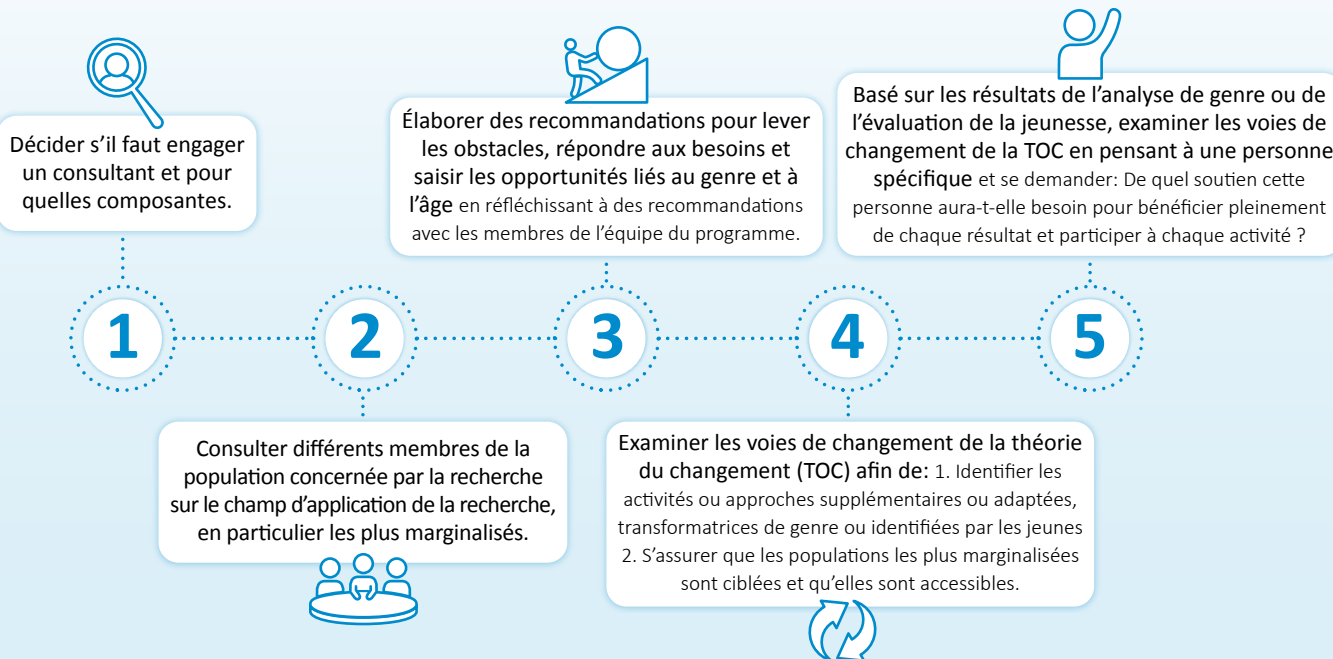 Décider s’il faut engager
un consultant et pour
quelles composantes.
1
Consulter différents membres de la
population concernée par la recherche
sur le champ d’application de la recherche,
en particulier les plus marginalisés.
2
Élaborer des recommandations pour lever
les obstacles, répondre aux besoins et
saisir les opportunités liés au genre et à
l’âge en réfléchissant à des recommandations
avec les membres de l’équipe du programme.
3
Examiner les voies de changement de la théorie
du changement (TOC) afin de: 1. Identifier les
activités ou approches supplémentaires ou adaptées,
transformatrices de genre ou identifiées par les jeunes
2. S’assurer que les populations les plus marginalisées
sont ciblées et qu’elles sont accessibles.
4
Basé sur les résultats de l’analyse de genre ou de
l’évaluation de la jeunesse, examiner les voies de
changement de la TOC en pensant à une personne
spécifique et se demander: De quel soutien cette
personne aura-t-elle besoin pour bénéficier pleinement
de chaque résultat et participer à chaque activité ?
5